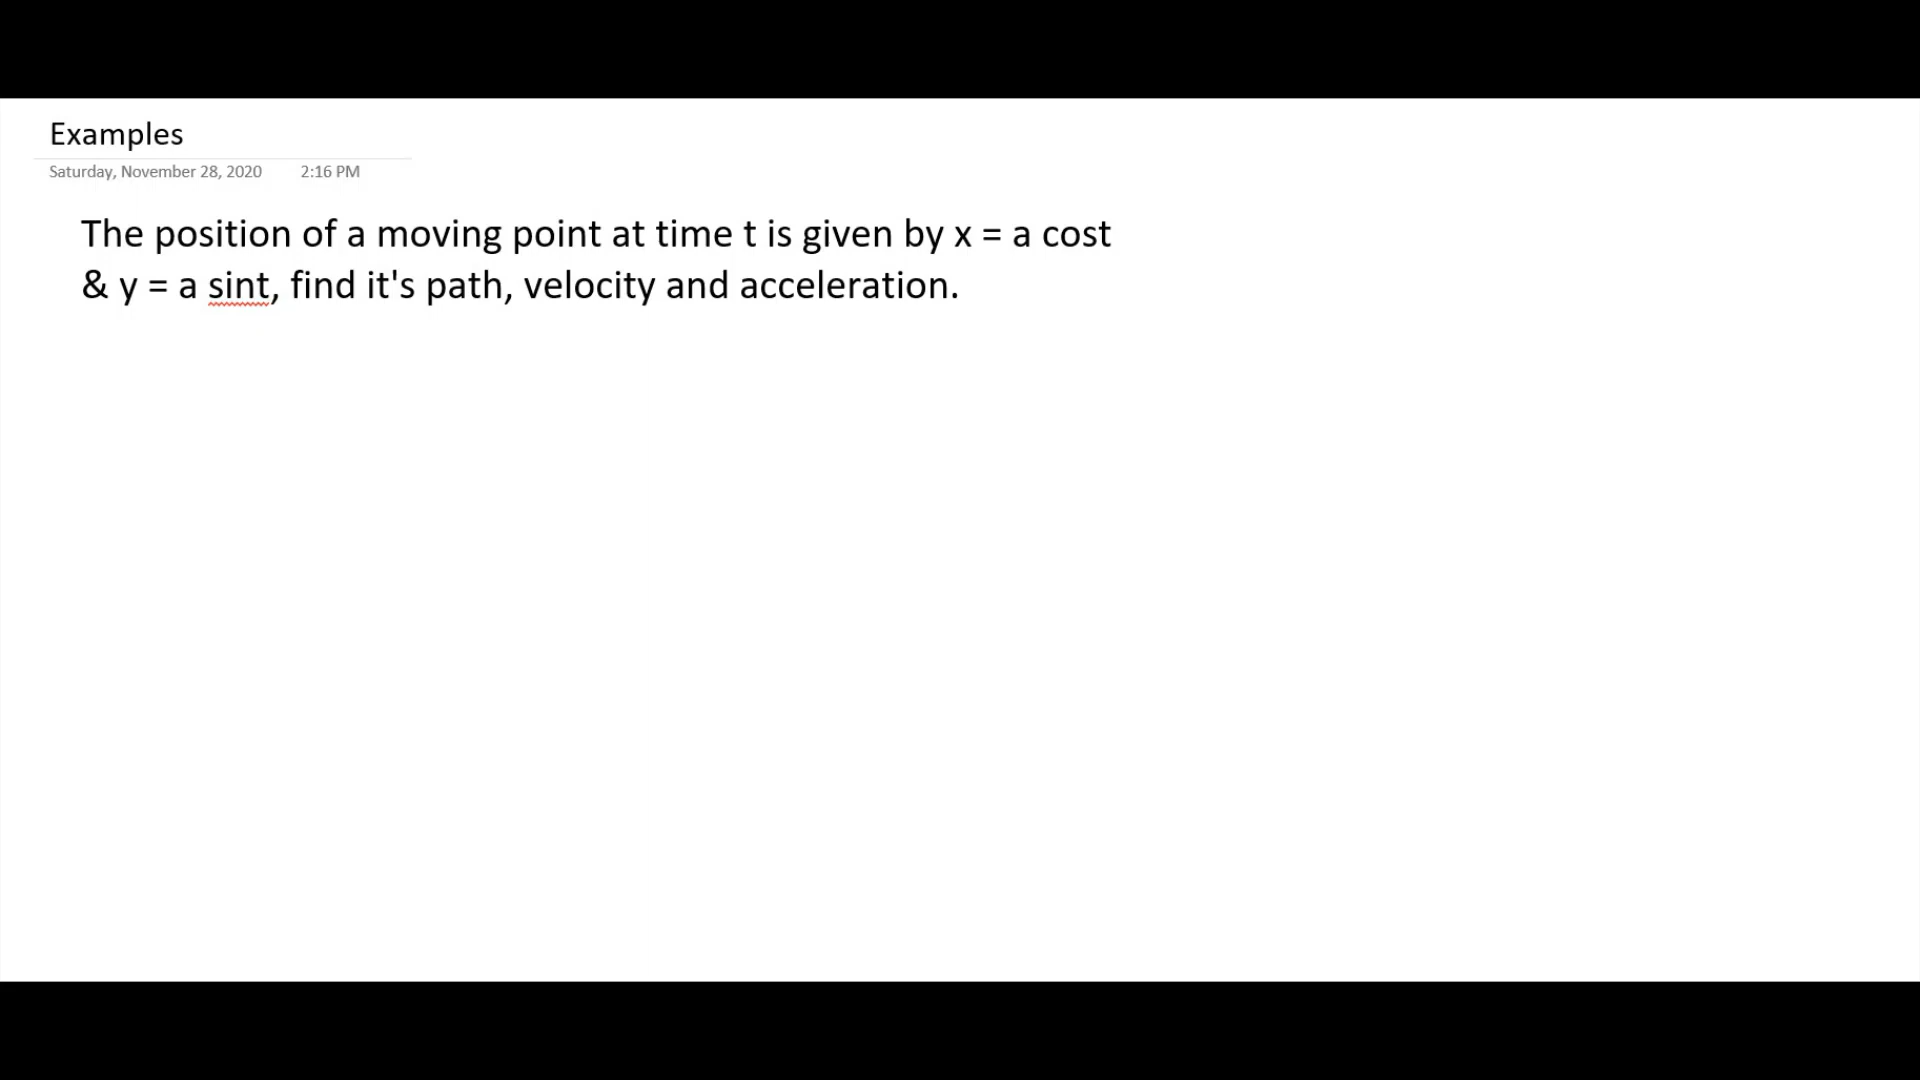 Examples
Saturday, November 28, 2020 2:16 PM
The position of a moving point at time t is given by x = a cost
& y = a sint, find it's path, velocity and acceleration.